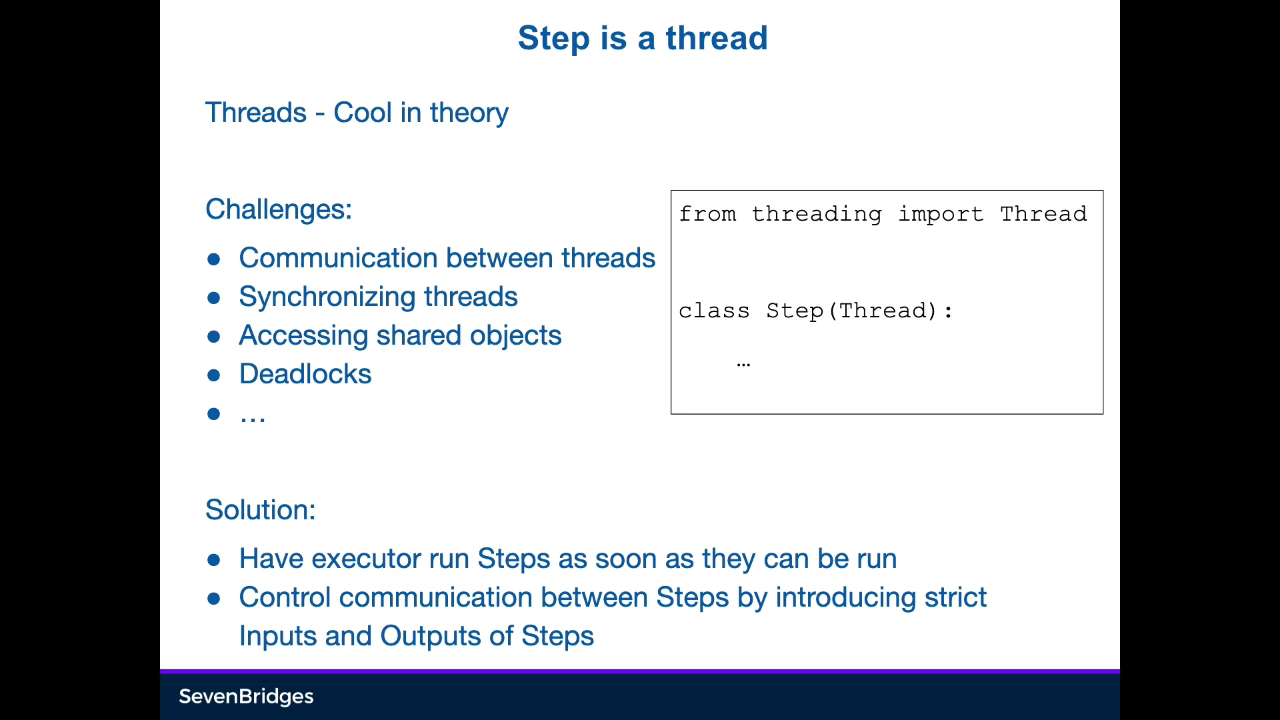 Step is a thread
Threads - Cool in theory
Challenges:
● Communication between threads
● Synchronizing threads
● Accessing shared objects
● Deadlocks
● …
from threading import Thread
class Step(Thread):
…
Solution:
● Have executor run Steps as soon as they can be run
● Control communication between Steps by introducing strict
Inputs and Outputs of Steps
SevenBridges